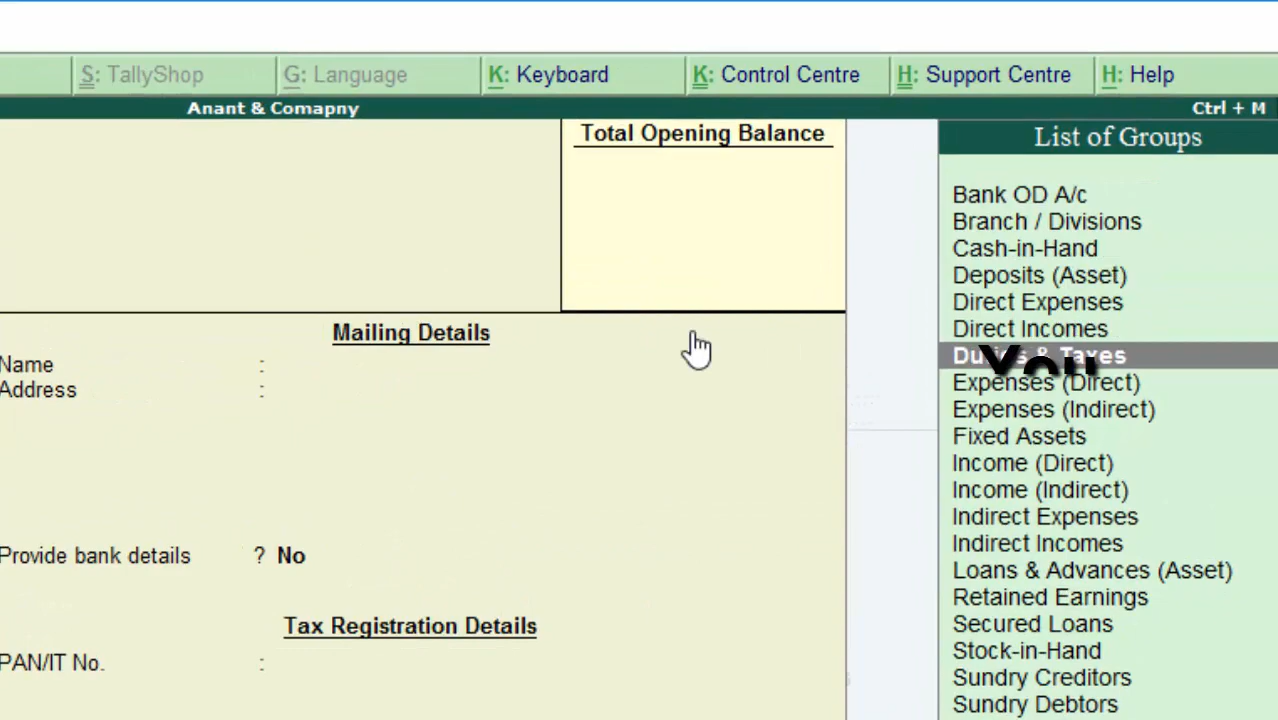 S: TallyShop G: Language K: Keyboard K: Control Centre H: Support Centre H: Help
Anant & Comapny Ctrl + M
Total Opening Balance
List of Groups
Bank OD A/c
Branch / Divisions
Cash-in-Hand
Deposits (Asset)
Direct Expenses
Direct Incomes
Duties & Taxes
You
Expenses (Direct)
Expenses (Indirect)
Fixed Assets
Income (Direct)
Income (Indirect)
Indirect Expenses
Indirect Incomes
Loans & Advances (Asset)
Retained Earnings
Secured Loans
Stock-in-Hand
Sundry Creditors
Sundry Debtors
Mailing Details
Name :
Address :
Provide bank details ? No
Tax Registration Details
PAN/IT No. :